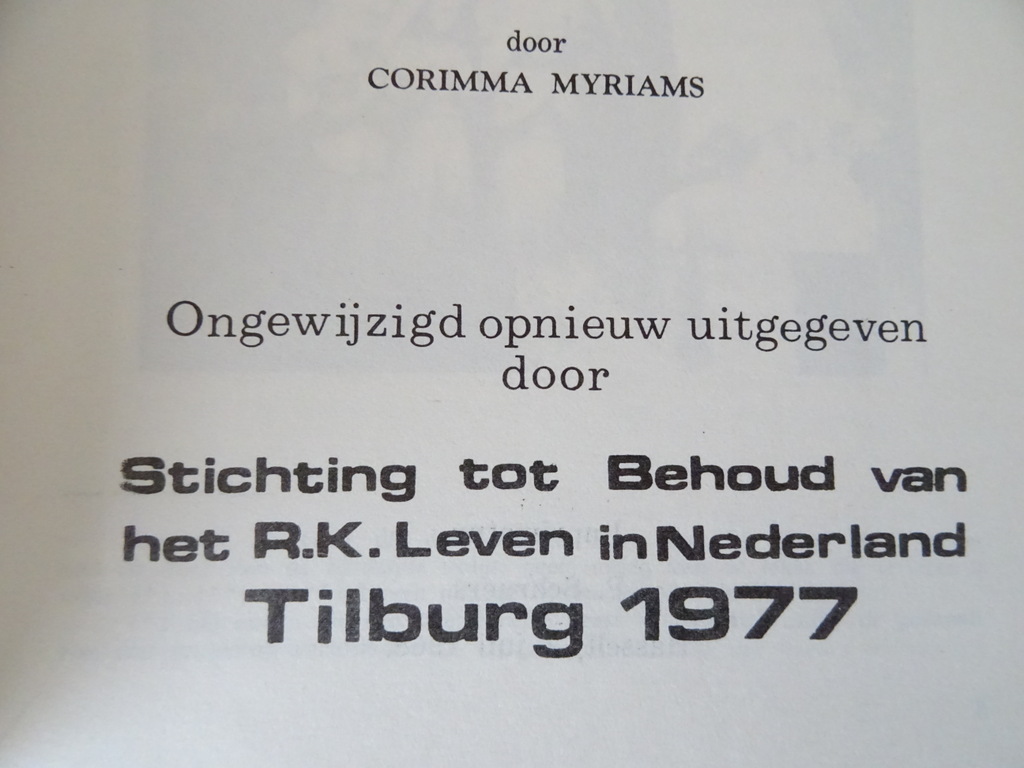 door
CORIMMA MYRIAMS
Ongewijzigd opnieuw uitgegeven
door
Stichting tot Behoud van
het R.K. Leven in Nederland
Tilburg 1977